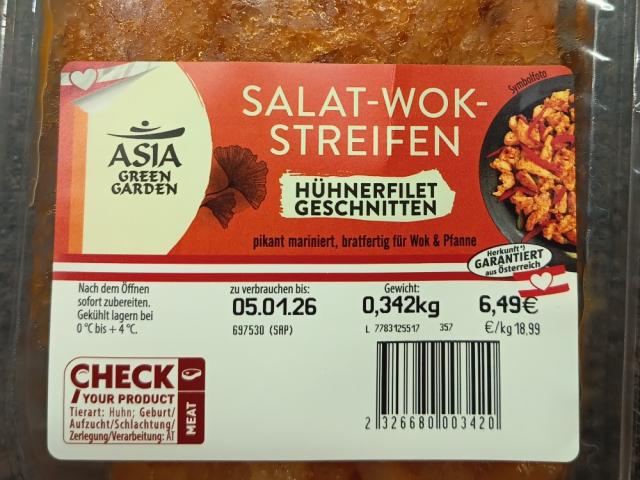 Symbolfoto
SALAT-WOK-
STREIFEN
ASIA
GREEN
GARDEN
HÜHNERFILET
GESCHNITTEN
pikant mariniert, bratfertig für Wok & Pfanne
Herkunft*)
GARANTIERT
aus Österreich
Nach dem Öffnen
sofort zubereiten.
Gekühlt lagern bei
0 °C bis + 4 °C.
zu verbrauchen bis:
05.01.26
697530 (SAP)
Gewicht:
0,342kg
L 7783125517 357
6,49€
€/kg 18.99
CHECK
YOUR PRODUCT
Tierart: Huhn; Geburt/
Aufzucht/Schlachtung/
Zerlegung/Verarbeitung: AT
MEAT
2 326680 003420